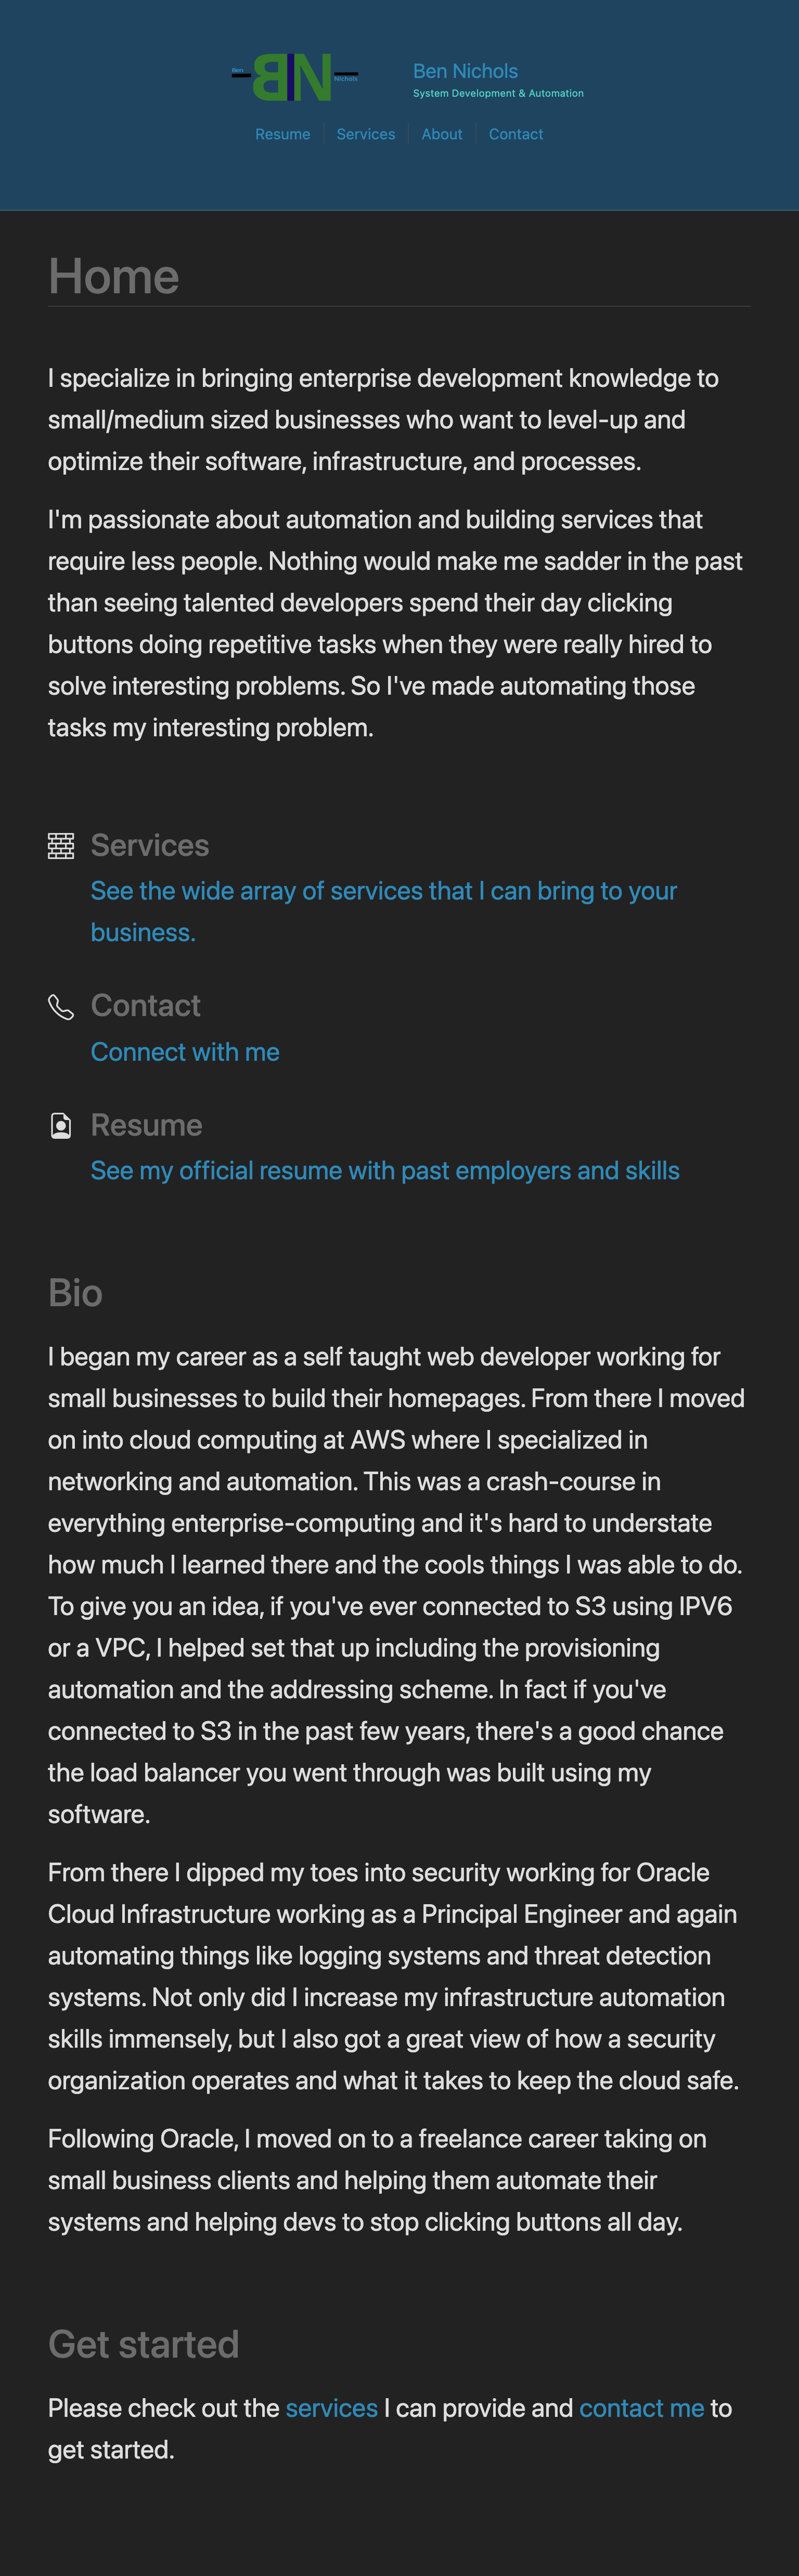 Ben
BN
Nichols
Ben Nichols
System Development & Automation
Resume
Services
About
Contact
Home
I specialize in bringing enterprise development knowledge to
small/medium sized businesses who want to level-up and
optimize their software, infrastructure, and processes.
I'm passionate about automation and building services that
require less people. Nothing would make me sadder in the past
than seeing talented developers spend their day clicking
buttons doing repetitive tasks when they were really hired to
solve interesting problems. So I've made automating those
tasks my interesting problem.
Services
See the wide array of services that I can bring to your
business.
Contact
Connect with me
Resume
See my official resume with past employers and skills
Bio
I began my career as a self taught web developer working for
small businesses to build their homepages. From there I moved
on into cloud computing at AWS where I specialized in
networking and automation. This was a crash-course in
everything enterprise-computing and it's hard to understate
how much I learned there and the cools things I was able to do.
To give you an idea, if you've ever connected to S3 using IPV6
or a VPC, I helped set that up including the provisioning
automation and the addressing scheme. In fact if you've
connected to S3 in the past few years, there's a good chance
the load balancer you went through was built using my
software.
From there I dipped my toes into security working for Oracle
Cloud Infrastructure working as a Principal Engineer and again
automating things like logging systems and threat detection
systems. Not only did I increase my infrastructure automation
skills immensely, but I also got a great view of how a security
organization operates and what it takes to keep the cloud safe.
Following Oracle, I moved on to a freelance career taking on
small business clients and helping them automate their
systems and helping devs to stop clicking buttons all day.
Get started
Please check out the services I can provide and contact me to
get started.